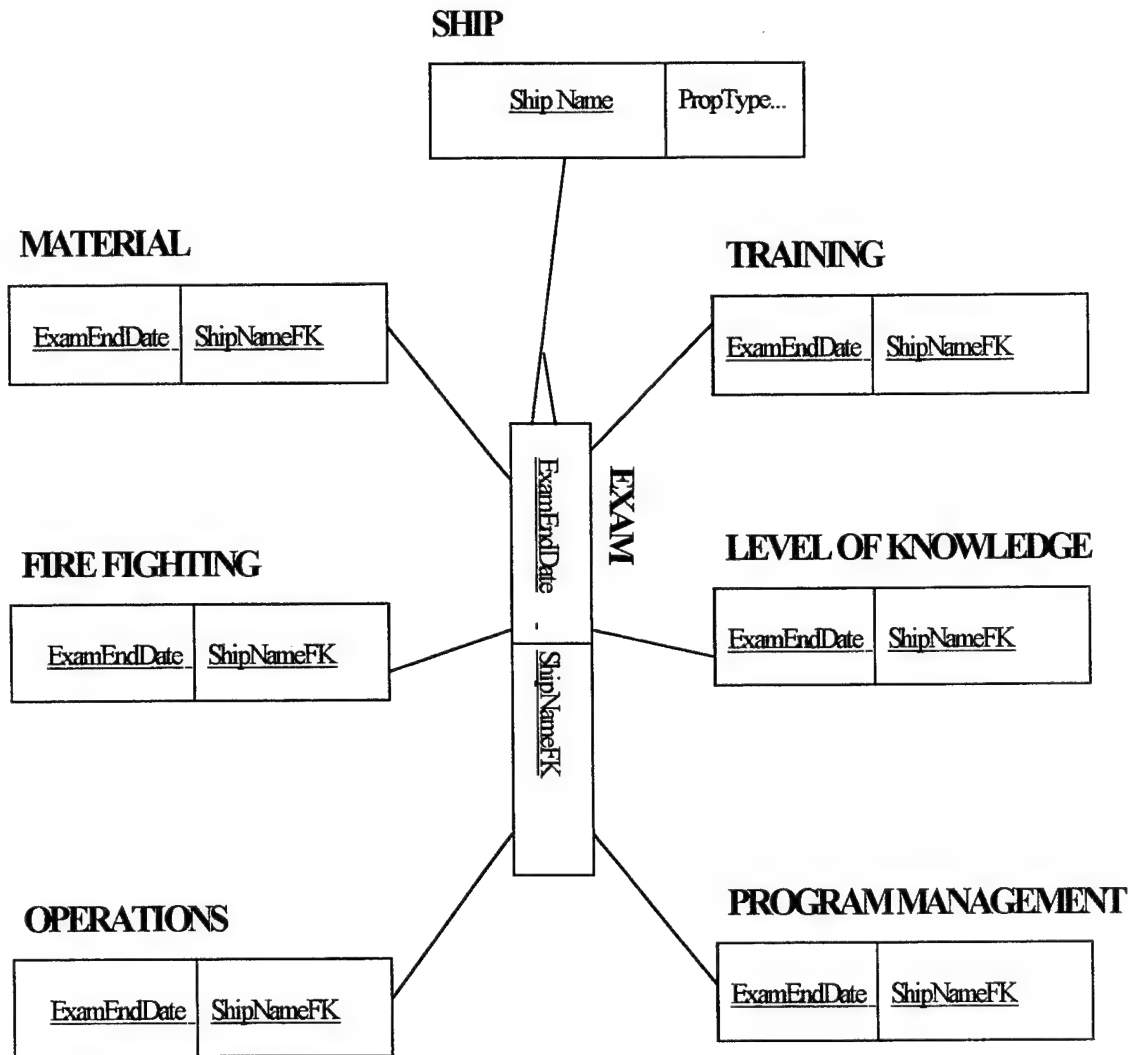 SHIP
Ship Name PropType...
MATERIAL
ExamEndDate ShipNameFK
TRAINING
ExamEndDate ShipNameFK
EXAM
ExamEndDate - ShipNameFK
FIRE FIGHTING
ExamEndDate ShipNameFK
LEVEL OF KNOWLEDGE
ExamEndDate ShipNameFK
OPERATIONS
ExamEndDate ShipNameFK
PROGRAM MANAGEMENT
ExamEndDate ShipNameFK